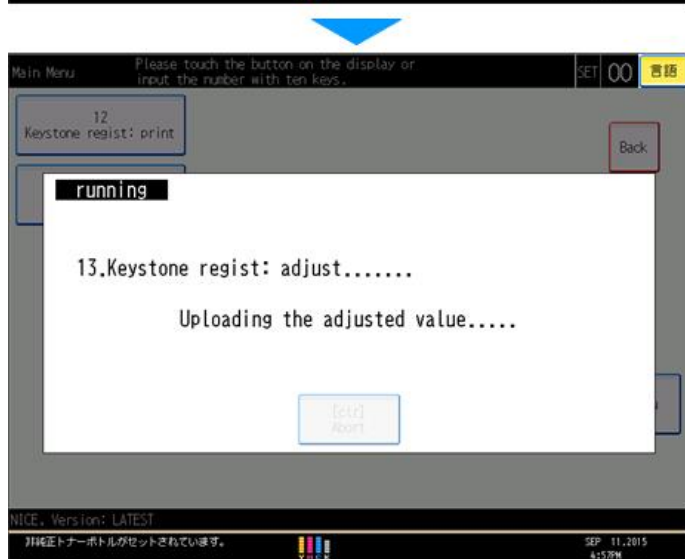 Main Menu
Please touch the button on the display or
input the number with ten keys.
SET 00 言語
12
Keystone regist: print
Back
running
13.Keystone regist: adjust.......
Uploading the adjusted value.....
[ctr]
Abort
NICE. Version: LATEST
非純正トナーボトルがセットされています。
Y M C K
SEP 11.2015
4:57PM